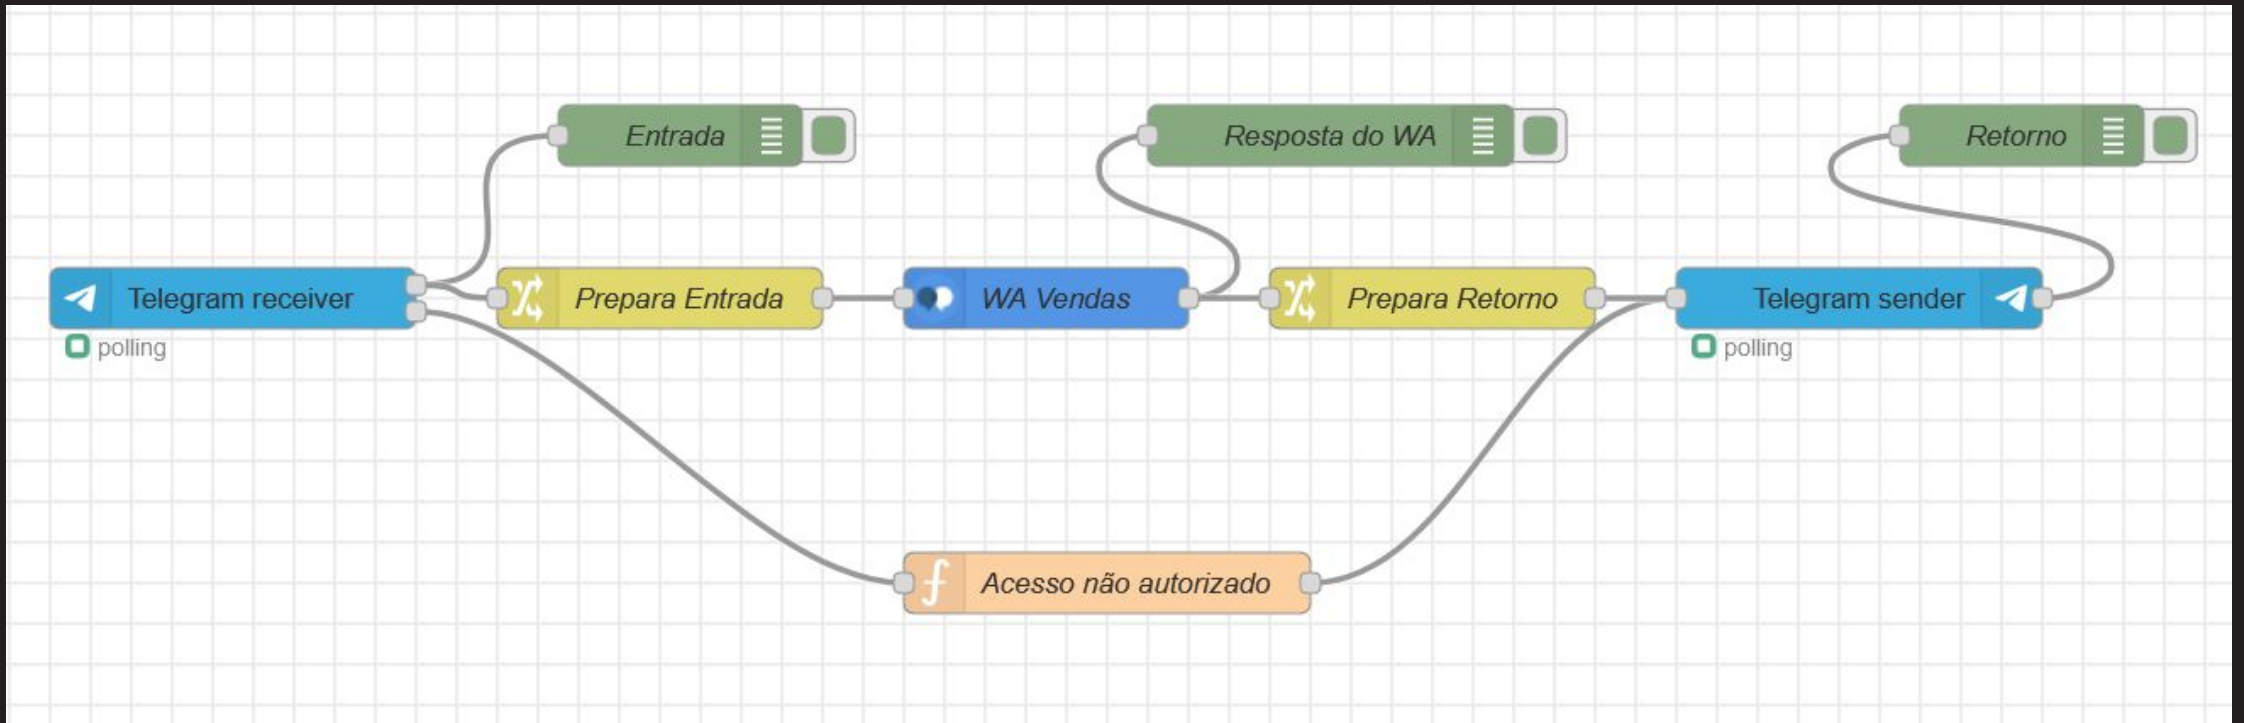 Entrada
Resposta do WA
Retorno
Telegram receiver
Prepara Entrada
WA Vendas
Prepara Retorno
Telegram sender
polling
polling
Acesso não autorizado